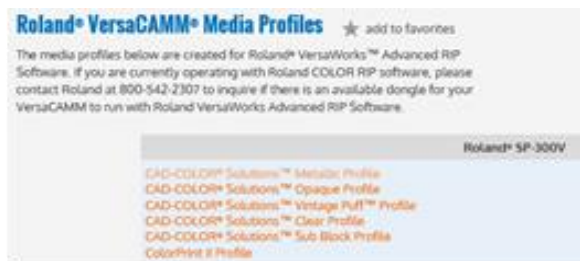 Roland® VersaCAMM® Media Profiles add to favorites
The media profiles below are created for Roland® VersaWorks™ Advanced RIP
Software. If you are currently operating with Roland COLOR RIP software, please
contact Roland at 800-542-2307 to inquire if there is an available dongle for your
VersaCAMM to run with Roland VersaWorks Advanced RIP Software.
Roland® SP-300V
CAD-COLOR® Solutions™ Metallic Profile
CAD-COLOR® Solutions™ Opaque Profile
CAD-COLOR® Solutions™ Vintage Puff™ Profile
CAD-COLOR® Solutions™ Clear Profile
CAD-COLOR® Solutions™ Sub Block Profile
ColorPrint II Profile